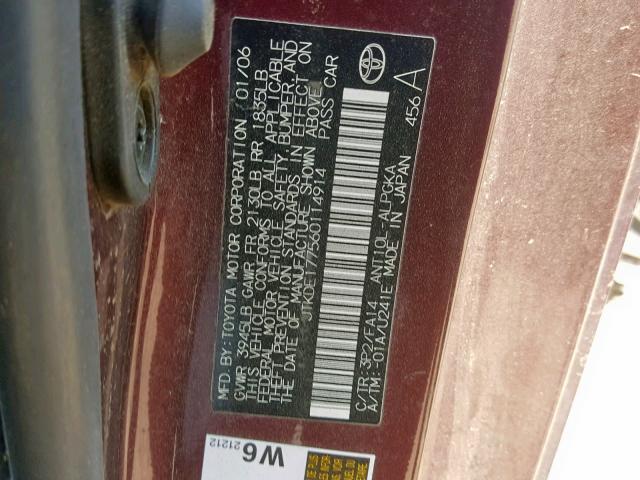 MFD BY: TOYOTA MOTOR CORPORATION 01/06
GVWR 3945LB GAWR FR 2130LB RR 1835LB
THIS VEHICLE CONFORMS TO ALL APPLICABLE
FEDERAL MOTOR VEHICLE SAFETY, BUMPER, AND
THEFT PREVENTION STANDARDS IN EFFECT ON
THE DATE OF MANUFACTURE SHOWN ABOVE.
JTKDE177560114914 PASS CAR
C/TR: 3P2/FA14 ANT10L-ALPGKA
A/TM: 01A/U241E MADE IN JAPAN
456 A
W6
21212